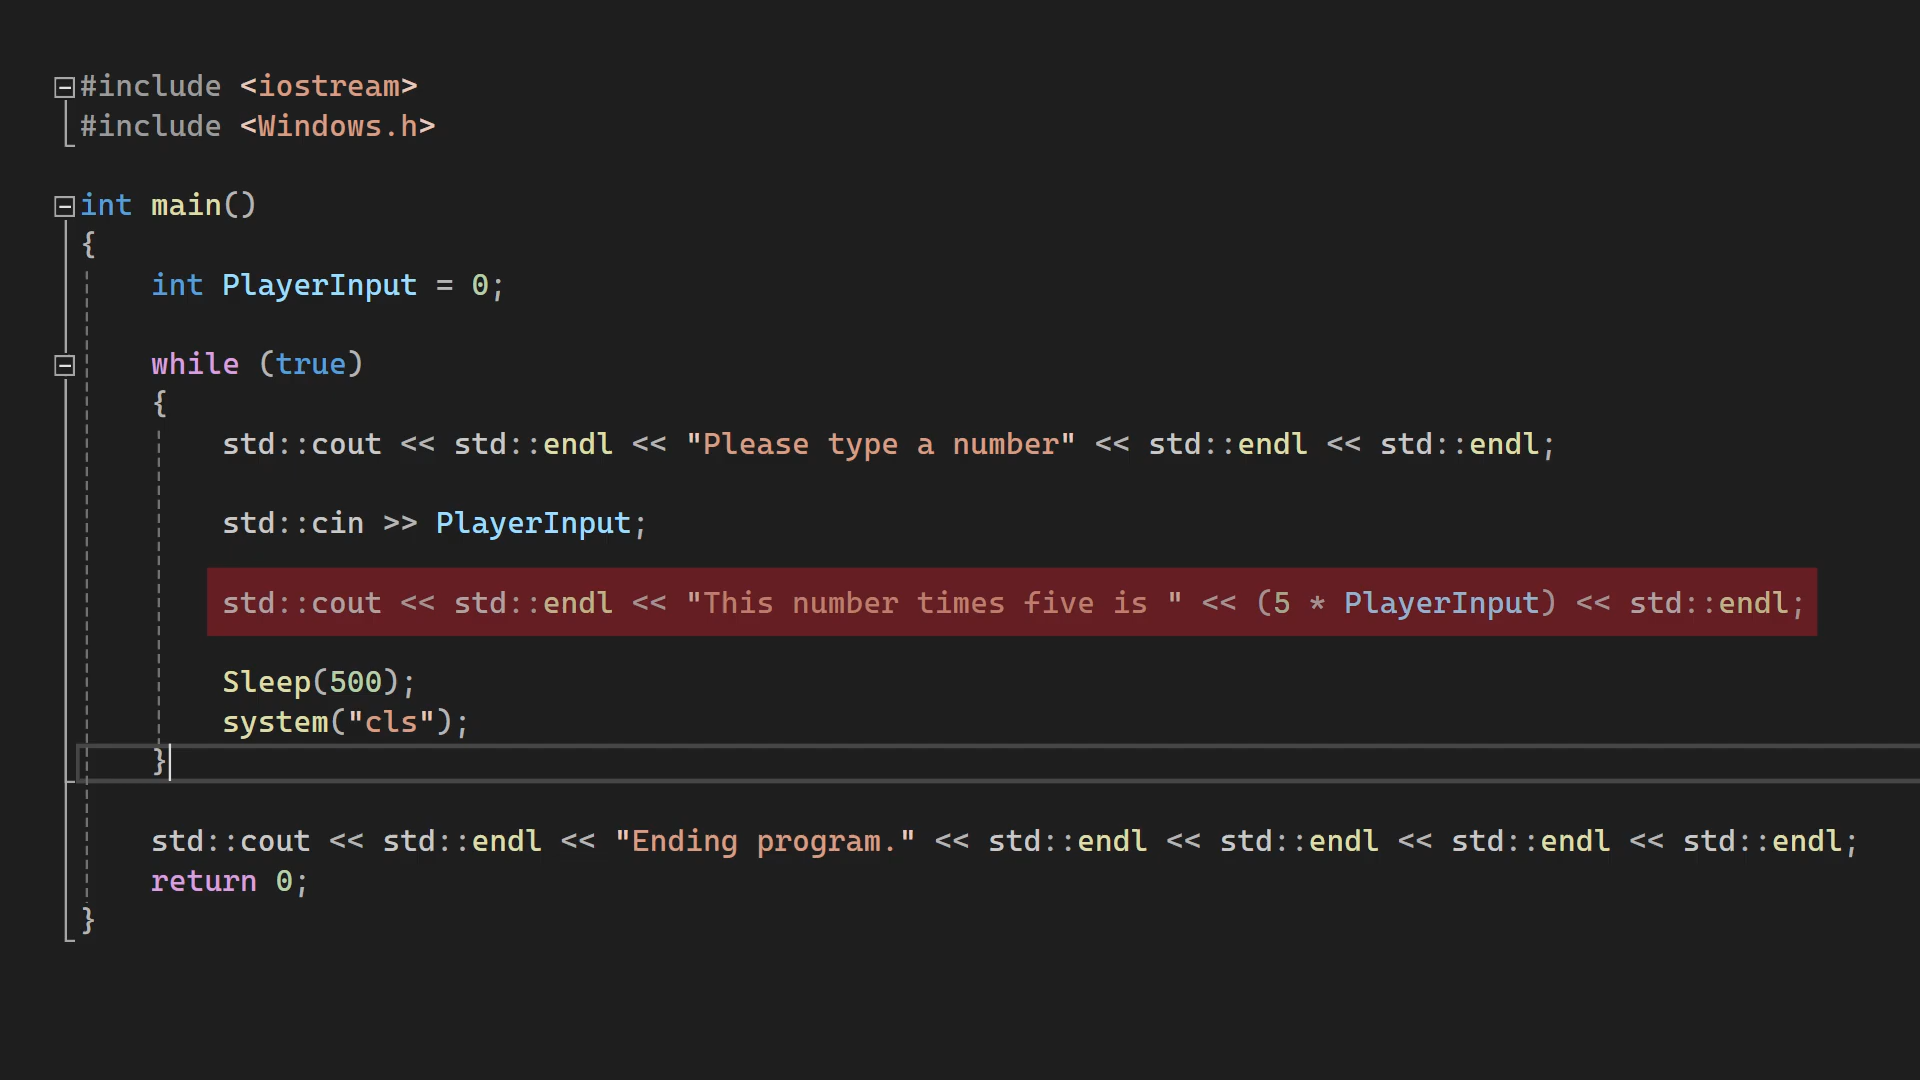 #include <iostream>
#include <Windows.h>
int main()
{
int PlayerInput = 0;
while (true)
{
std::cout << std::endl << "Please type a number" << std::endl << std::endl;
std::cin >> PlayerInput;
std::cout << std::endl << "This number times five is " << (5 * PlayerInput) << std::endl;
Sleep(500);
system("cls");
}
std::cout << std::endl << "Ending program." << std::endl << std::endl << std::endl << std::endl;
return 0;
}